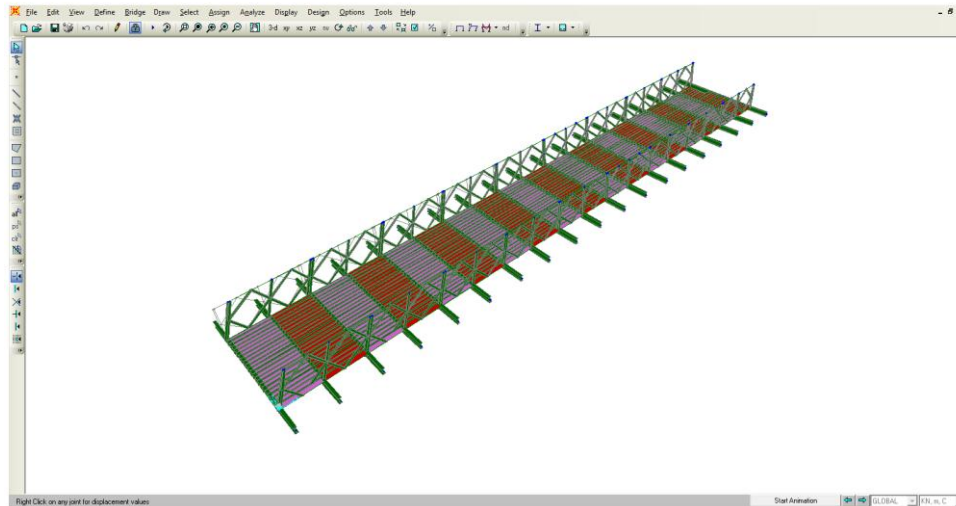 File Edit View Define Bridge Draw Select Assign Analyze Display Design Options Tools Help
3-d xy xz yz nv nd
Right Click on any joint for displacement values
Start Animation
GLOBAL
KN, m, C